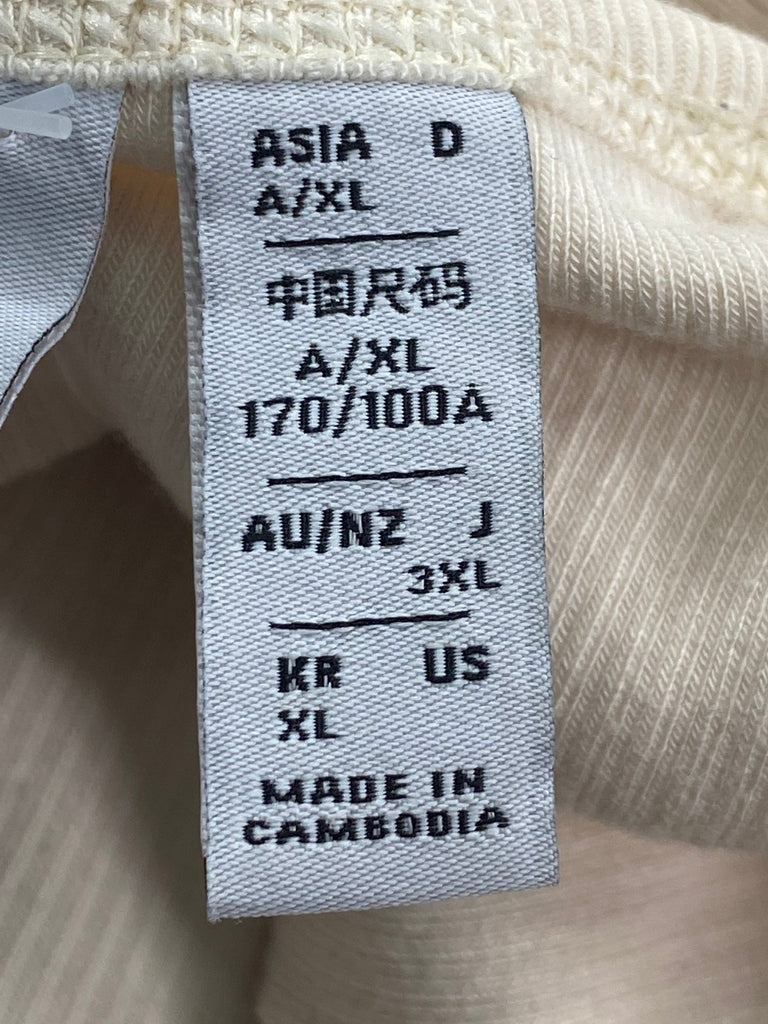 ASIA D
A/XL
中国尺码
A/XL
170/100A
AU/NZ J
3XL
KR US
XL
MADE IN
CAMBODIA